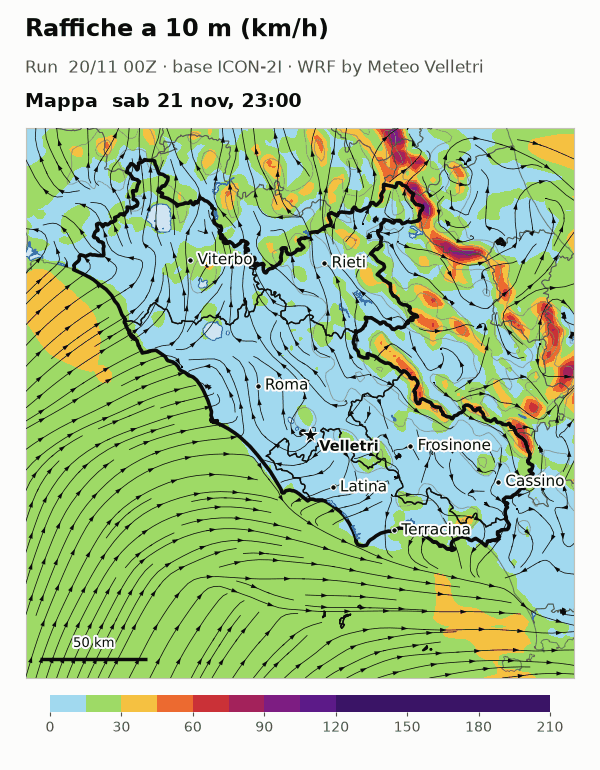 Raffiche a 10 m (km/h)
Run 20/11 00Z · base ICON-2I · WRF by Meteo Velletri
Mappa sab 21 nov, 23:00
Viterbo
Rieti
Roma
Velletri
Frosinone
Cassino
Latina
Terracina
50 km
0 30 60 90 120 150 180 210